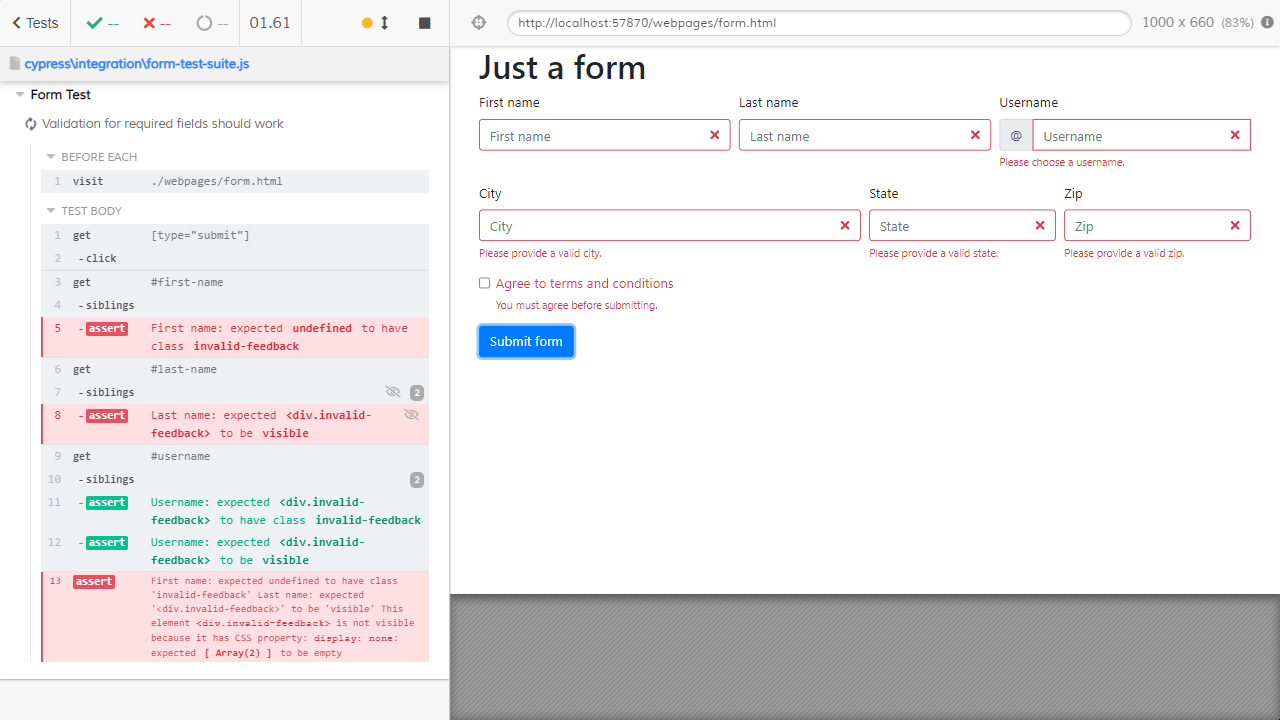 Tests
--
--
--
01.61
http://localhost:57870/webpages/form.html
1000 x 660 (83%)
cypress\integration\form-test-suite.js
Form Test
Validation for required fields should work
BEFORE EACH
1 visit ./webpages/form.html
TEST BODY
1 get [type="submit"]
2 -click
3 get #first-name
4 -siblings
5 -assert First name: expected undefined to have
class invalid-feedback
6 get #last-name
7 -siblings 2
8 -assert Last name: expected <div.invalid-
feedback> to be visible
9 get #username
10 -siblings 2
11 -assert Username: expected <div.invalid-
feedback> to have class invalid-feedback
12 -assert Username: expected <div.invalid-
feedback> to be visible
13 assert First name: expected undefined to have class
'invalid-feedback' Last name: expected
'<div.invalid-feedback>' to be 'visible' This
element <div.invalid-feedback> is not visible
because it has CSS property: display: none:
expected [ Array(2) ] to be empty
Just a form
First name Last name Username
First name Last name @ Username
Please choose a username.
City State Zip
City State Zip
Please provide a valid city. Please provide a valid state. Please provide a valid zip.
Agree to terms and conditions
You must agree before submitting.
Submit form